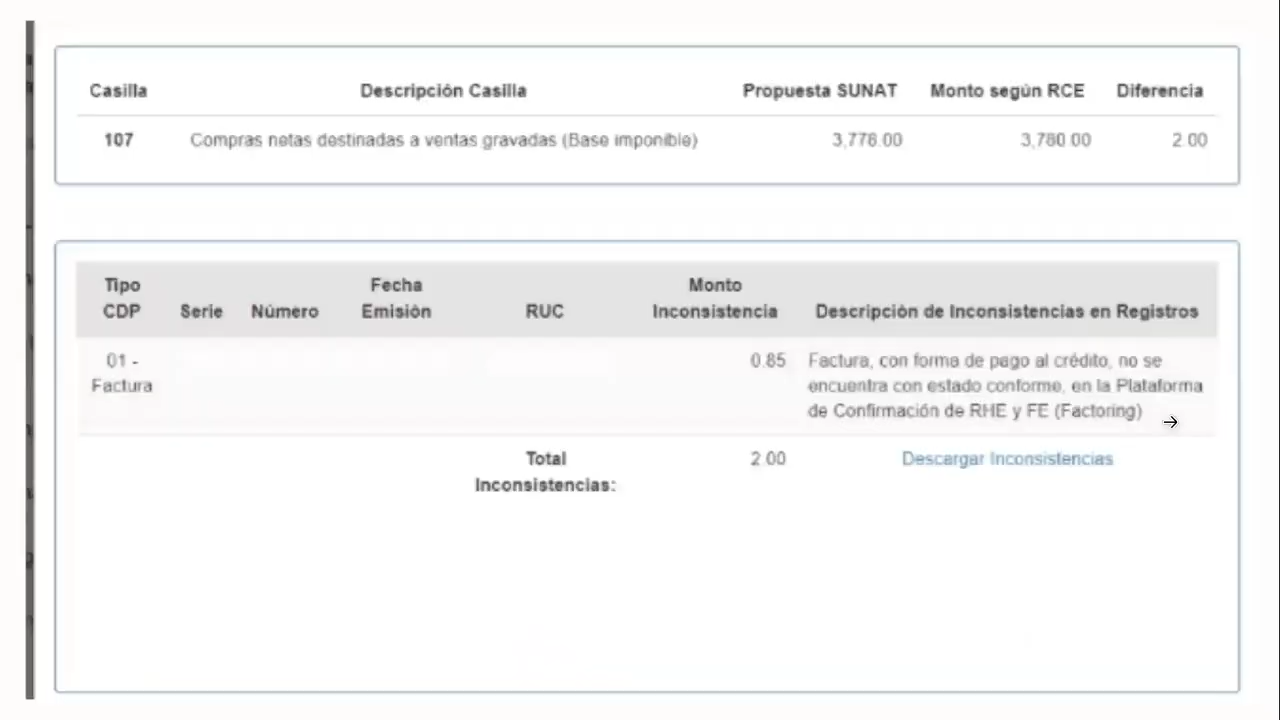 Casilla Descripción Casilla Propuesta SUNAT Monto según RCE Diferencia
107 Compras netas destinadas a ventas gravadas (Base imponible) 3,778.00 3,780.00 2.00
Tipo CDP Serie Número Fecha Emisión RUC Monto Inconsistencia Descripción de Inconsistencias en Registros
01 - Factura 0.85 Factura, con forma de pago al crédito, no se
encuentra con estado conforme, en la Plataforma
de Confirmación de RHE y FE (Factoring)
Total Inconsistencias: 2.00 Descargar Inconsistencias